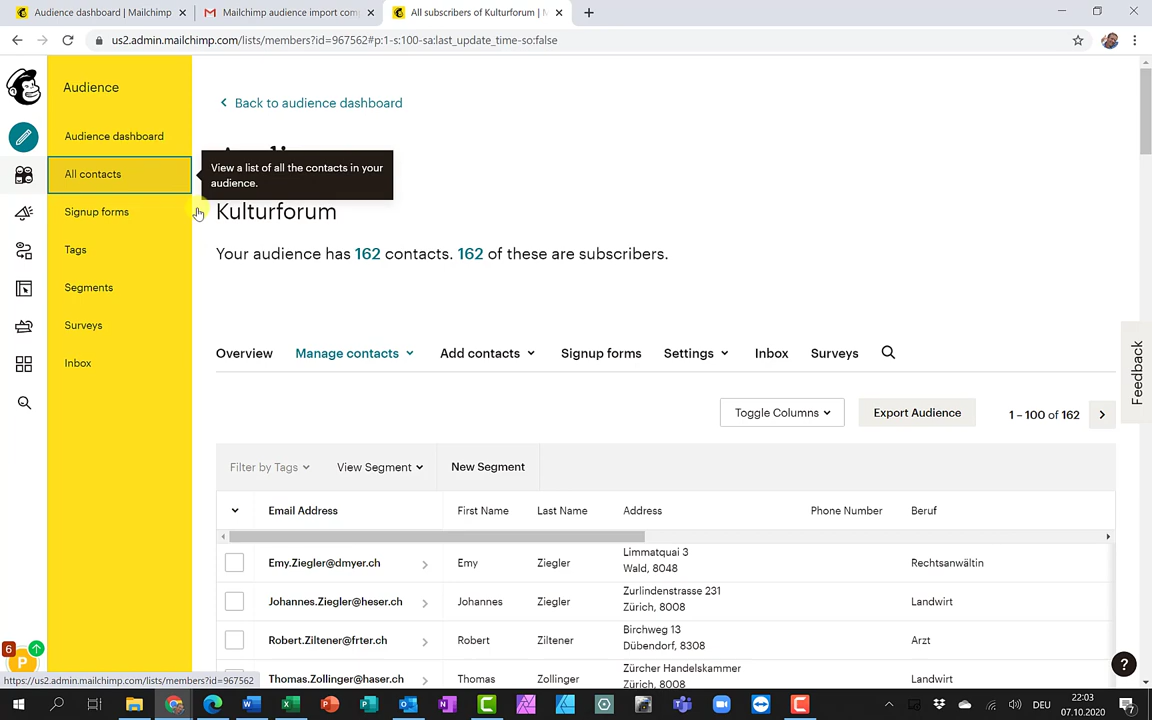 Audience dashboard | Mailchimp
Mailchimp audience import com
All subscribers of Kulturforum | M
us2.admin.mailchimp.com/lists/members?id=967562#p:1-s:100-sa:last_update_time-so:false
Audience
Audience dashboard
All contacts
Signup forms
Tags
Segments
Surveys
Inbox
Back to audience dashboard
View a list of all the contacts in your
audience.
Kulturforum
Your audience has 162 contacts. 162 of these are subscribers.
Overview Manage contacts Add contacts Signup forms Settings Inbox Surveys
Feedback
Toggle Columns Export Audience 1 – 100 of 162
Filter by Tags View Segment New Segment
Email Address First Name Last Name Address Phone Number Beruf
Emy.Ziegler@dmyer.ch Emy Ziegler Limmatquai 3 Rechtsanwältin
Wald, 8048
Johannes.Ziegler@heser.ch Johannes Ziegler Zurlindenstrasse 231 Landwirt
Zürich, 8008
Robert.Ziltener@frter.ch Robert Ziltener Birchweg 13 Arzt
Dübendorf, 8308
Thomas.Zollinger@haser.ch Thomas Zollinger Zürcher Handelskammer Landwirt
Zürich, 8008
6
P
?
https://us2.admin.mailchimp.com/lists/members?id=967562
DEU
22:03
07.10.2020
7